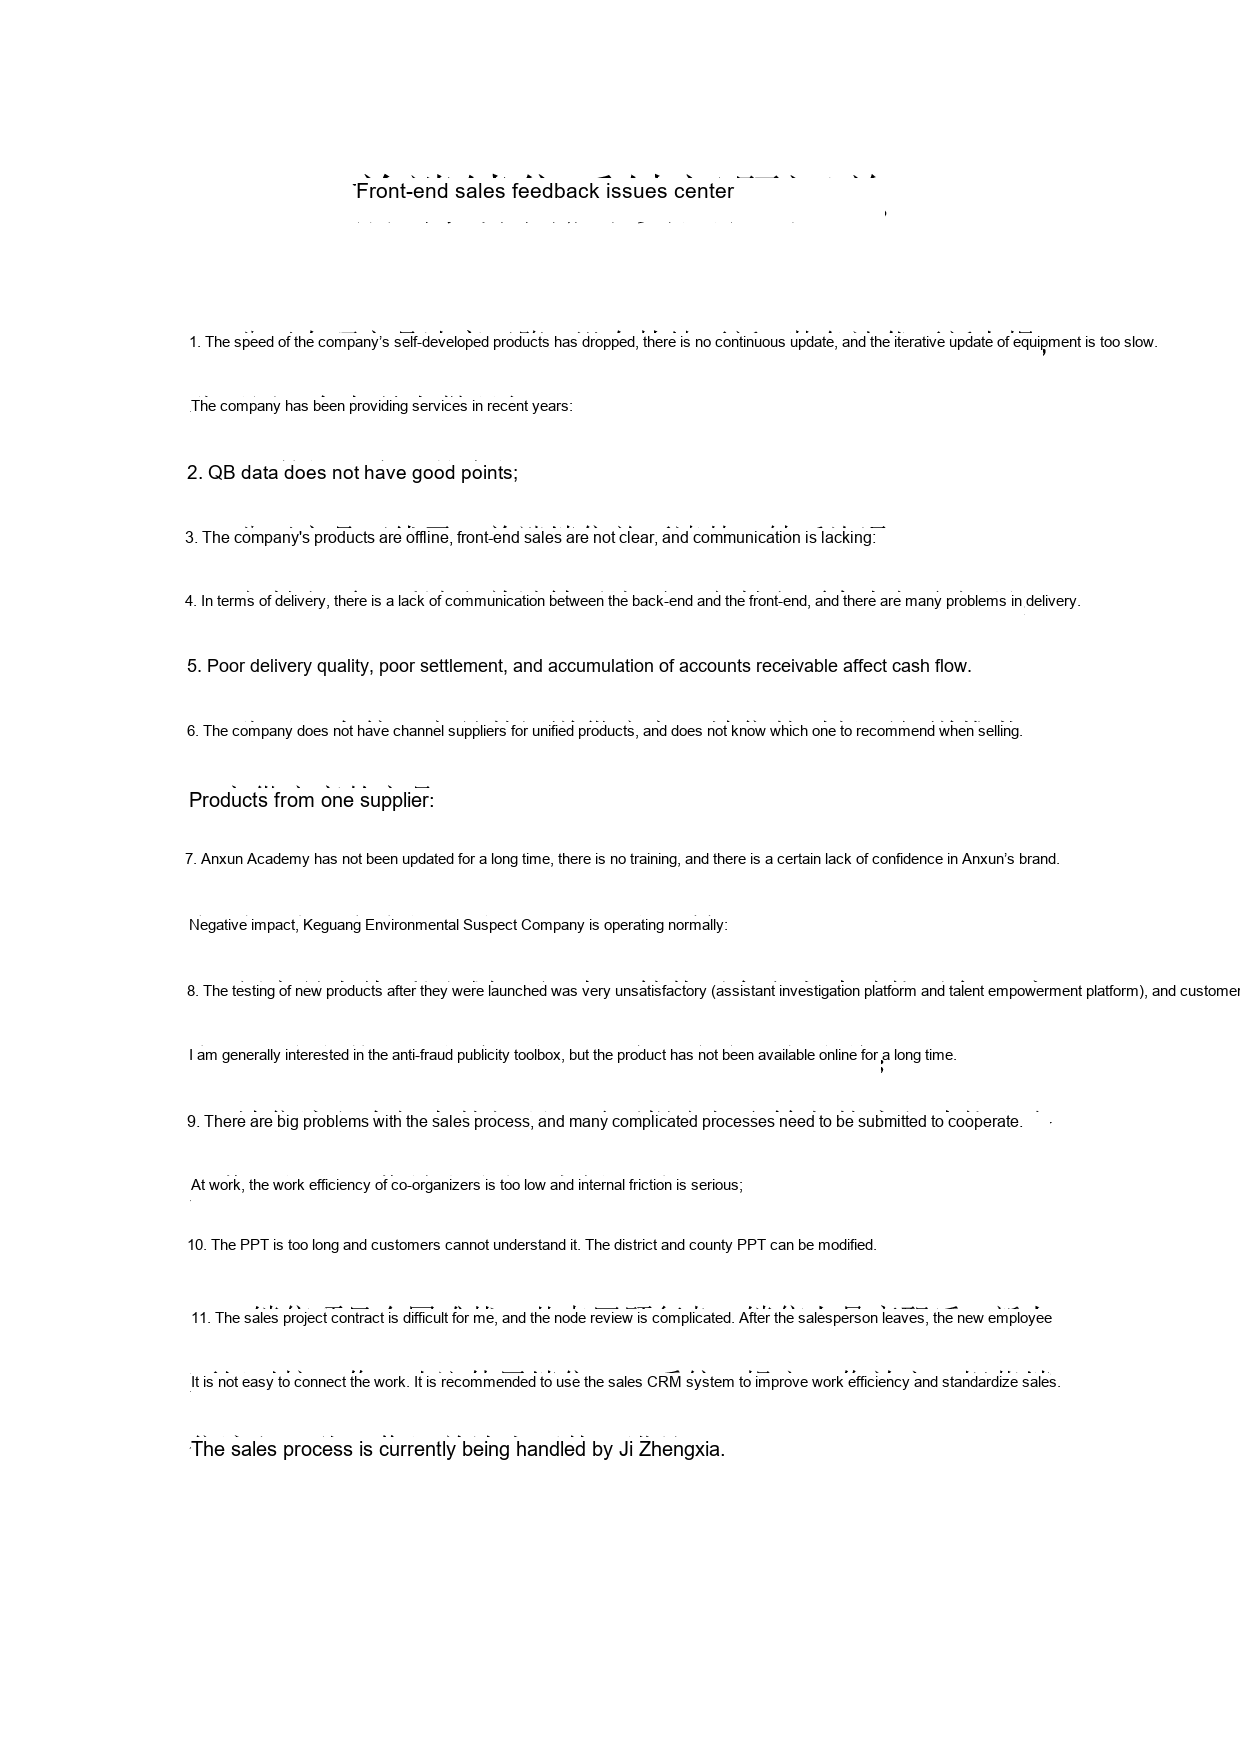 Front-end sales feedback issues center
1. The speed of the company’s self-developed products has dropped, there is no continuous update, and the iterative update of equipment is too slow.
The company has been providing services in recent years:
2. QB data does not have good points;
3. The company's products are offline, front-end sales are not clear, and communication is lacking:
4. In terms of delivery, there is a lack of communication between the back-end and the front-end, and there are many problems in delivery.
5. Poor delivery quality, poor settlement, and accumulation of accounts receivable affect cash flow.
6. The company does not have channel suppliers for unified products, and does not know which one to recommend when selling.
Products from one supplier:
7. Anxun Academy has not been updated for a long time, there is no training, and there is a certain lack of confidence in Anxun’s brand.
Negative impact, Keguang Environmental Suspect Company is operating normally:
8. The testing of new products after they were launched was very unsatisfactory (assistant investigation platform and talent empowerment platform), and customer
I am generally interested in the anti-fraud publicity toolbox, but the product has not been available online for a long time.
9. There are big problems with the sales process, and many complicated processes need to be submitted to cooperate.
At work, the work efficiency of co-organizers is too low and internal friction is serious;
10. The PPT is too long and customers cannot understand it. The district and county PPT can be modified.
11. The sales project contract is difficult for me, and the node review is complicated. After the salesperson leaves, the new employee
It is not easy to connect the work. It is recommended to use the sales CRM system to improve work efficiency and standardize sales.
The sales process is currently being handled by Ji Zhengxia.